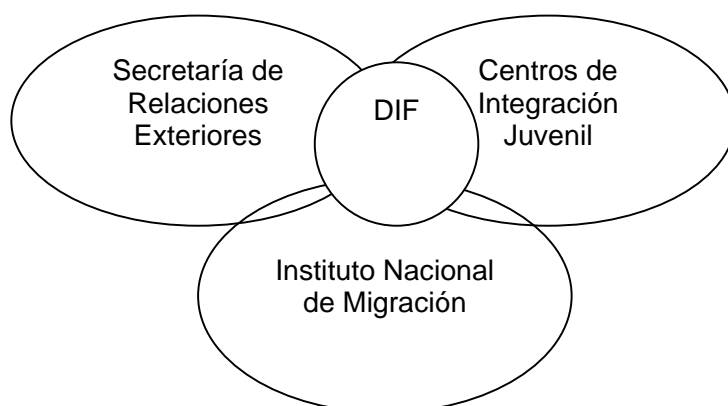 Secretaría de
Relaciones
Exteriores
DIF
Centros de
Integración
Juvenil
Instituto Nacional
de Migración